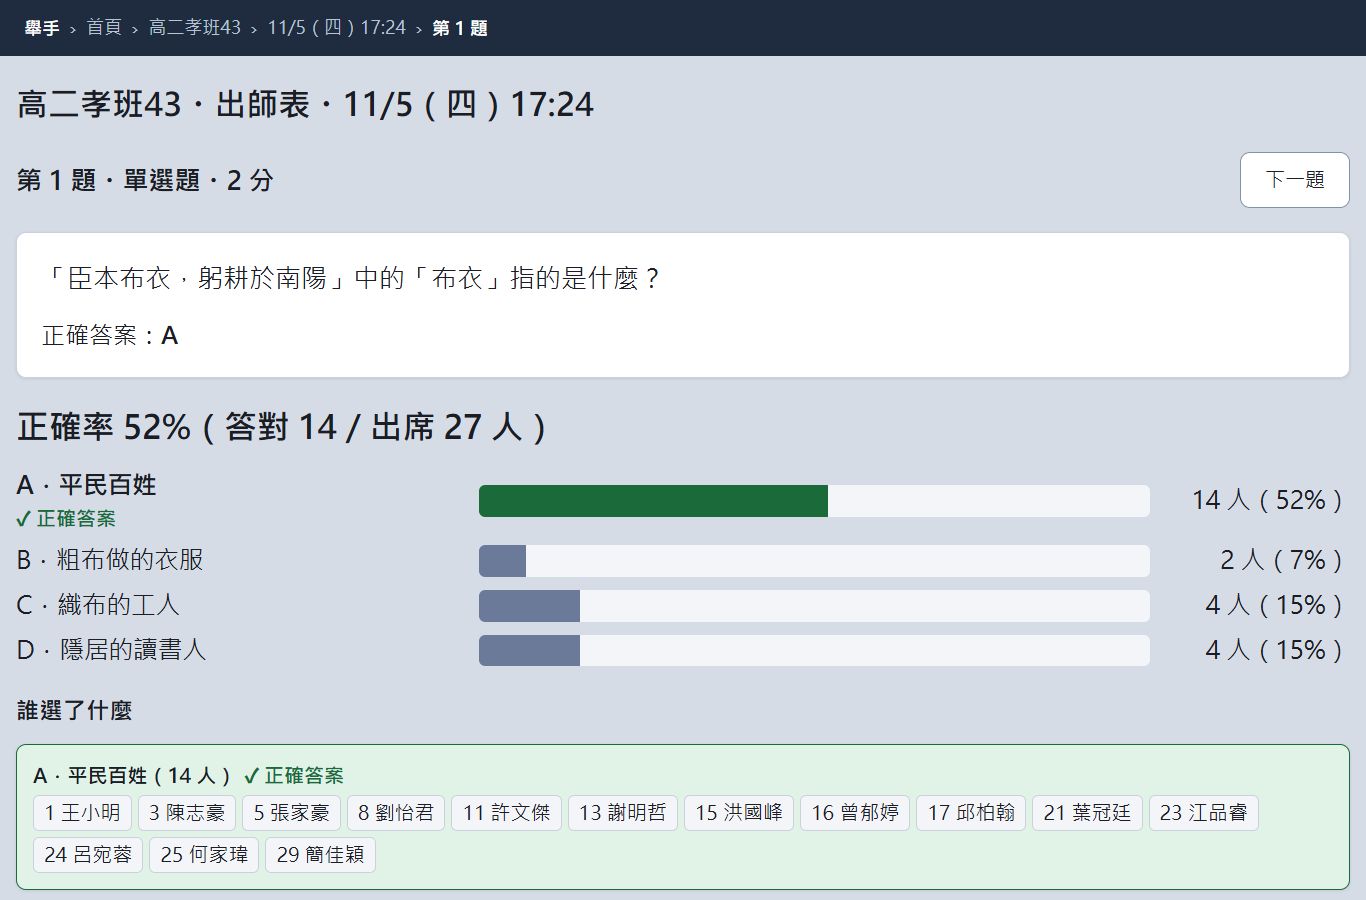 舉手 › 首頁 › 高二孝班43 › 11/5（四）17:24 › 第 1 題
高二孝班43・出師表・11/5（四）17:24
第 1 題・單選題・2 分
下一題
「臣本布衣，躬耕於南陽」中的「布衣」指的是什麼？
正確答案：A
正確率 52%（答對 14 / 出席 27 人）
A・平民百姓
✓ 正確答案
14 人（52%）
B・粗布做的衣服
2 人（7%）
C・織布的工人
4 人（15%）
D・隱居的讀書人
4 人（15%）
誰選了什麼
A・平民百姓（14 人） ✓ 正確答案
1 王小明 3 陳志豪 5 張家豪 8 劉怡君 11 許文傑 13 謝明哲 15 洪國峰 16 曾郁婷 17 邱柏翰 21 葉冠廷 23 江品睿
24 呂宛蓉 25 何家瑋 29 簡佳穎